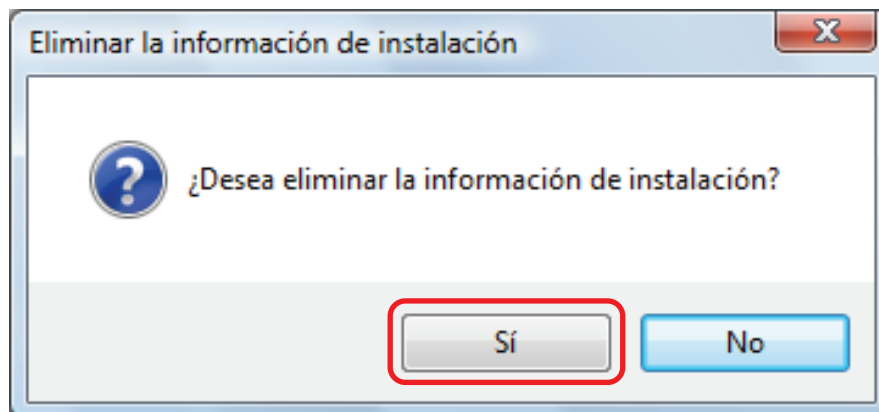 Eliminar la información de instalación
¿Desea eliminar la información de instalación?
Sí
No